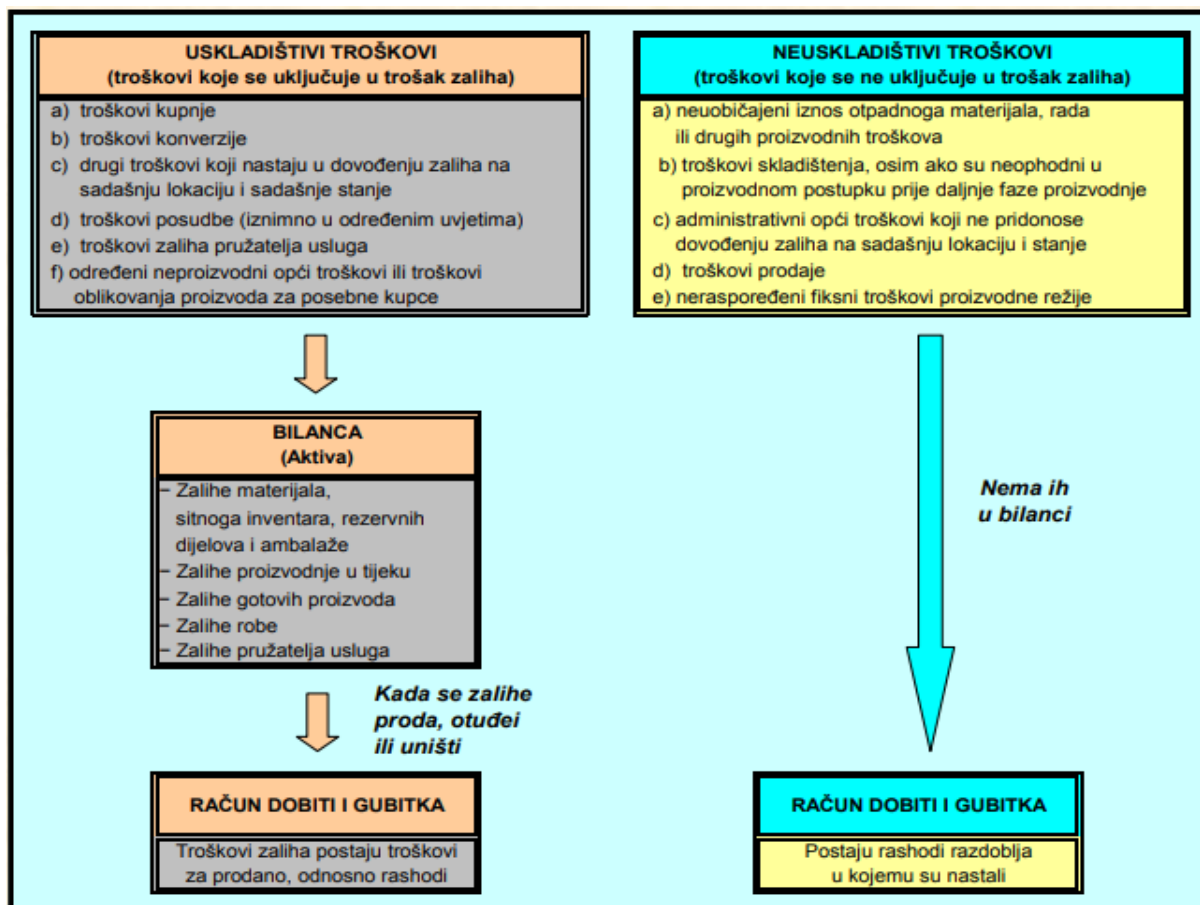 USKLADIŠTIVI TROŠKOVI
(troškovi koje se uključuje u trošak zaliha)
a) troškovi kupnje
b) troškovi konverzije
c) drugi troškovi koji nastaju u dovođenju zaliha na
sadašnju lokaciju i sadašnje stanje
d) troškovi posudbe (iznimno u određenim uvjetima)
e) troškovi zaliha pružatelja usluga
f) određeni neproizvodni opći troškovi ili troškovi
oblikovanja proizvoda za posebne kupce
BILANCA
(Aktiva)
− Zalihe materijala,
sitnoga inventara, rezervnih
dijelova i ambalaže
− Zalihe proizvodnje u tijeku
− Zalihe gotovih proizvoda
− Zalihe robe
− Zalihe pružatelja usluga
Kada se zalihe
proda, otuđei
ili uništi
RAČUN DOBITI I GUBITKA
Troškovi zaliha postaju troškovi
za prodano, odnosno rashodi
NEUSKLADIŠTIVI TROŠKOVI
(troškovi koje se ne uključuje u trošak zaliha)
a) neuobičajeni iznos otpadnoga materijala, rada
ili drugih proizvodnih troškova
b) troškovi skladištenja, osim ako su neophodni u
proizvodnom postupku prije daljnje faze proizvodnje
c) administrativni opći troškovi koji ne pridonose
dovođenju zaliha na sadašnju lokaciju i stanje
d) troškovi prodaje
e) neraspoređeni fiksni troškovi proizvodne režije
Nema ih
u bilanci
RAČUN DOBITI I GUBITKA
Postaju rashodi razdoblja
u kojemu su nastali